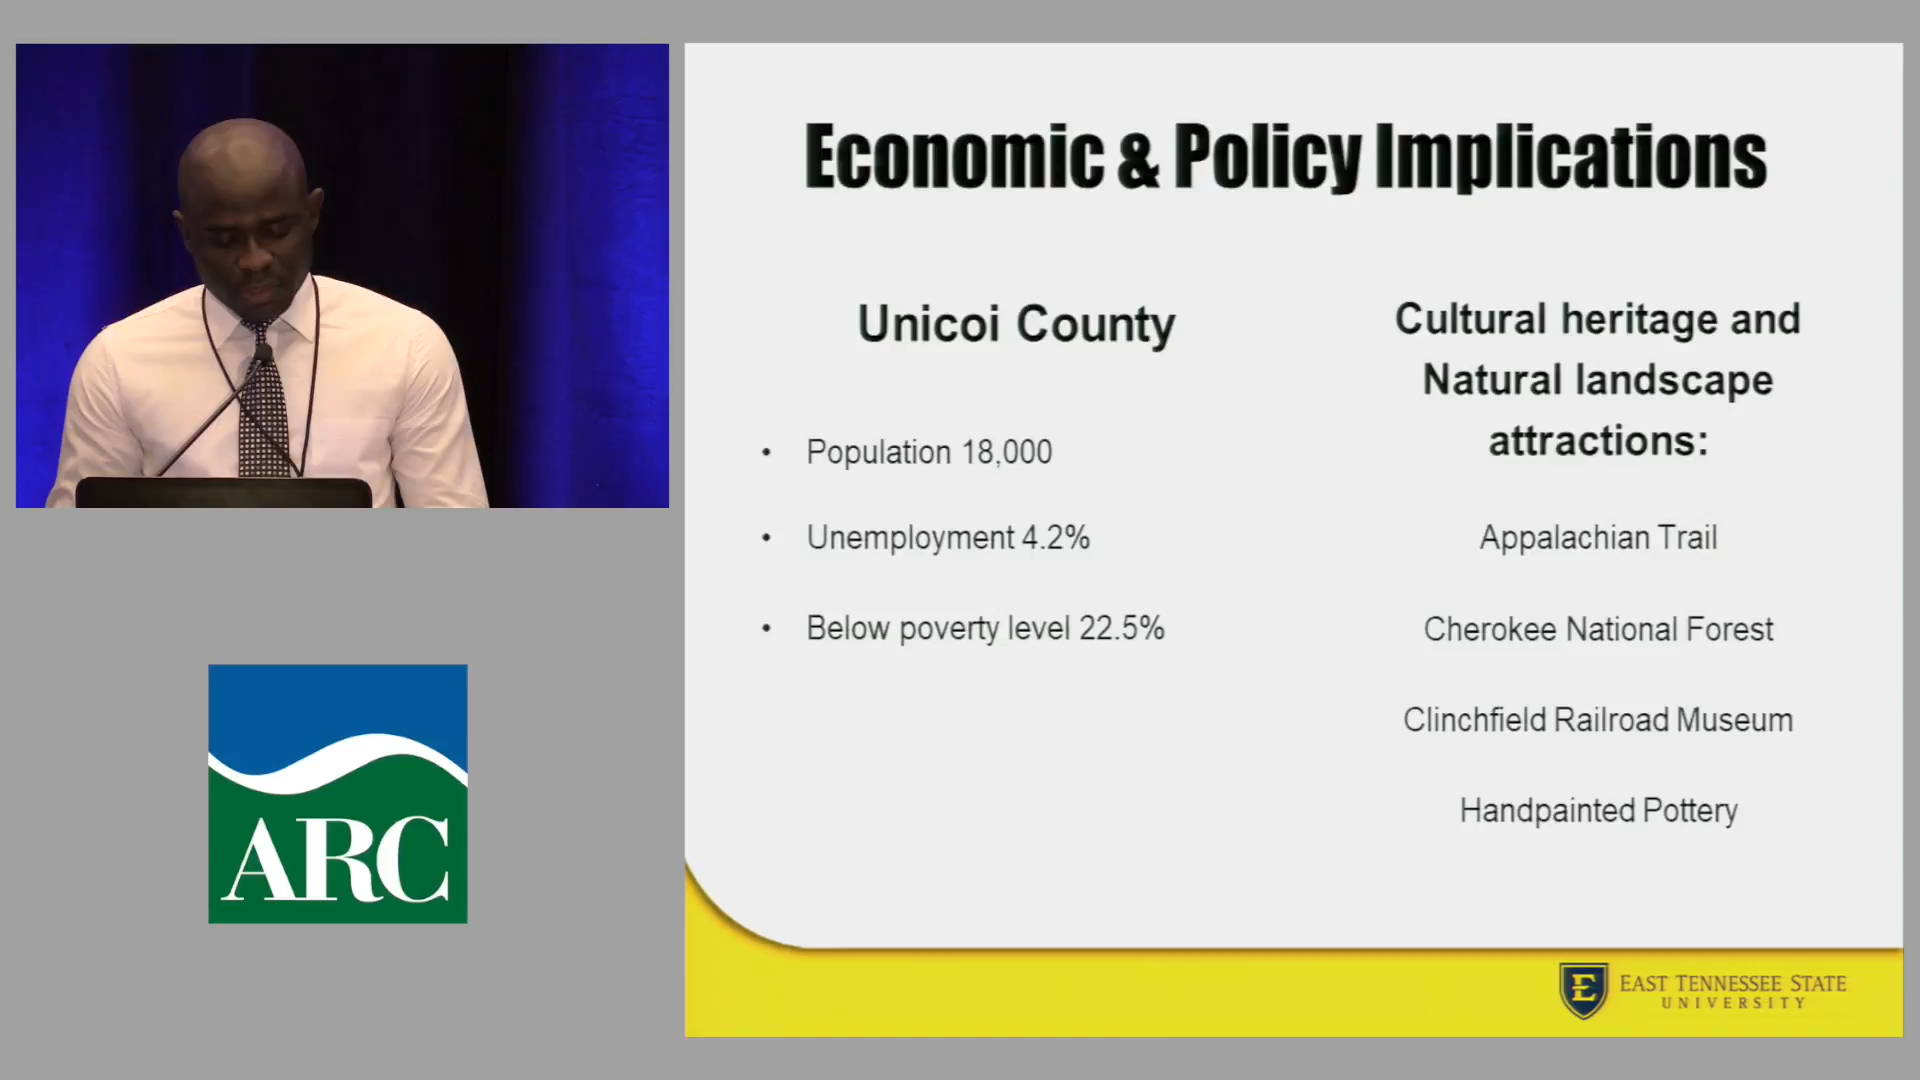 Economic & Policy Implications
Unicoi County
• Population 18,000
• Unemployment 4.2%
• Below poverty level 22.5%
Cultural heritage and
Natural landscape
attractions:
Appalachian Trail
Cherokee National Forest
Clinchfield Railroad Museum
Handpainted Pottery
ARC
E
EAST TENNESSEE STATE
UNIVERSITY